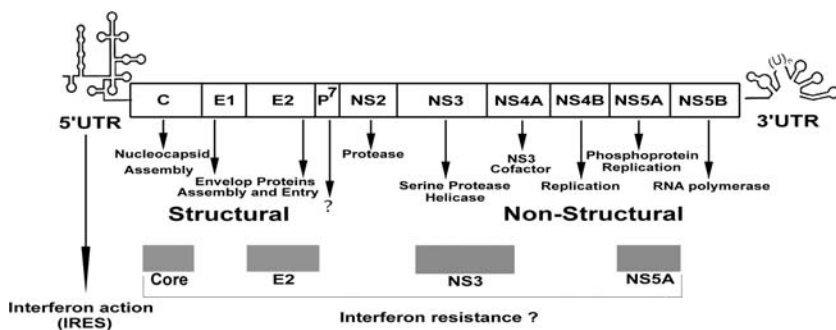 (U)n
C E1 E2 P7 NS2 NS3 NS4A NS4B NS5A NS5B
5'UTR
3'UTR
Nucleocapsid
Assembly
Envelop Proteins
Assembly and Entry
?
Protease
Serine Protease
Helicase
NS3
Cofactor
Replication
Phosphoprotein
Replication
RNA polymerase
Structural
Non-Structural
Core
E2
NS3
NS5A
Interferon action
(IRES)
Interferon resistance ?